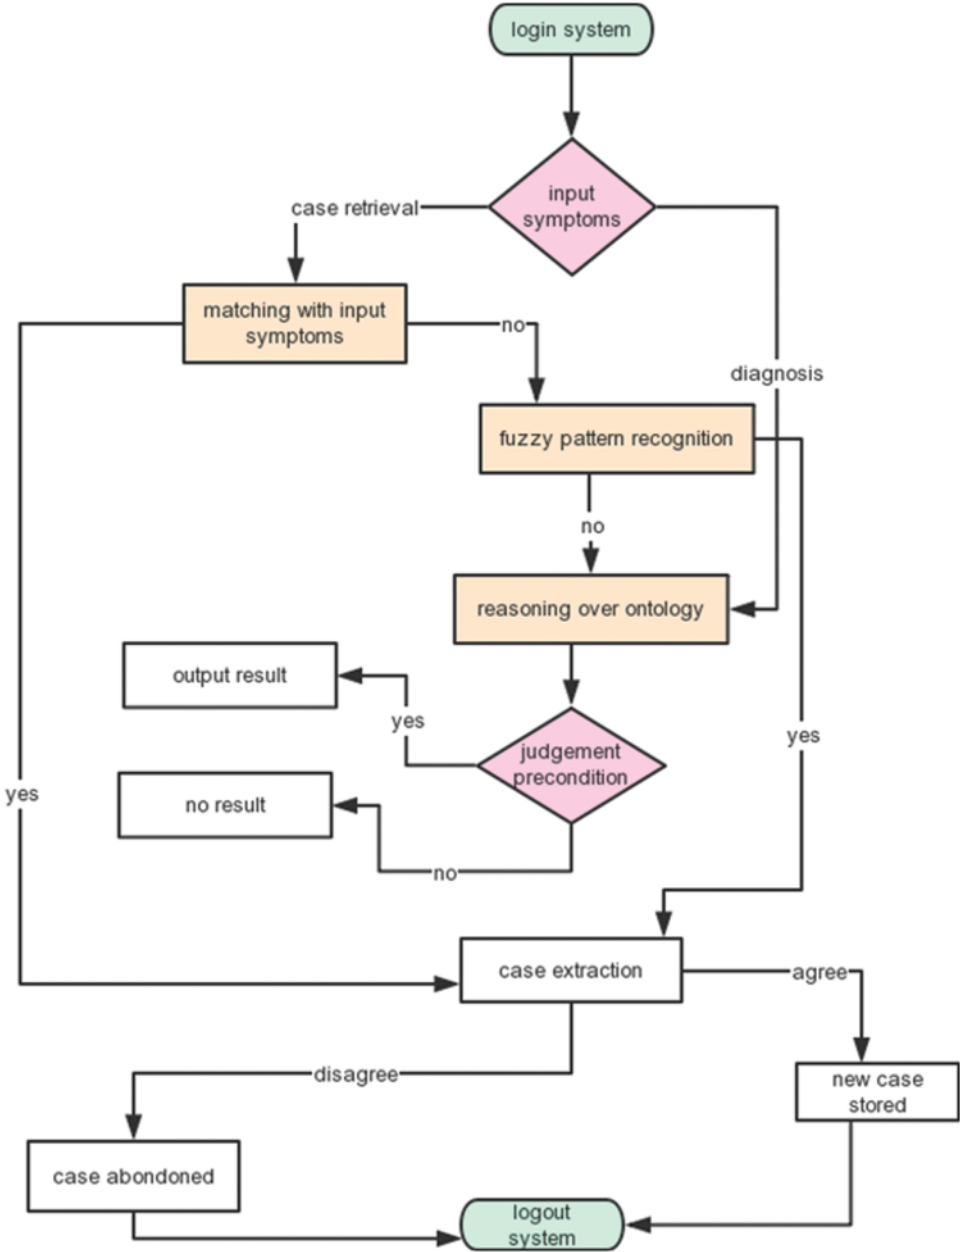 login system
input
symptoms
case retrieval
matching with input
symptoms
no
diagnosis
fuzzy pattern recognition
no
reasoning over ontology
output result
yes
yes
judgement
precondition
yes
no result
no
case extraction
agree
disagree
new case
stored
case abondoned
logout
system